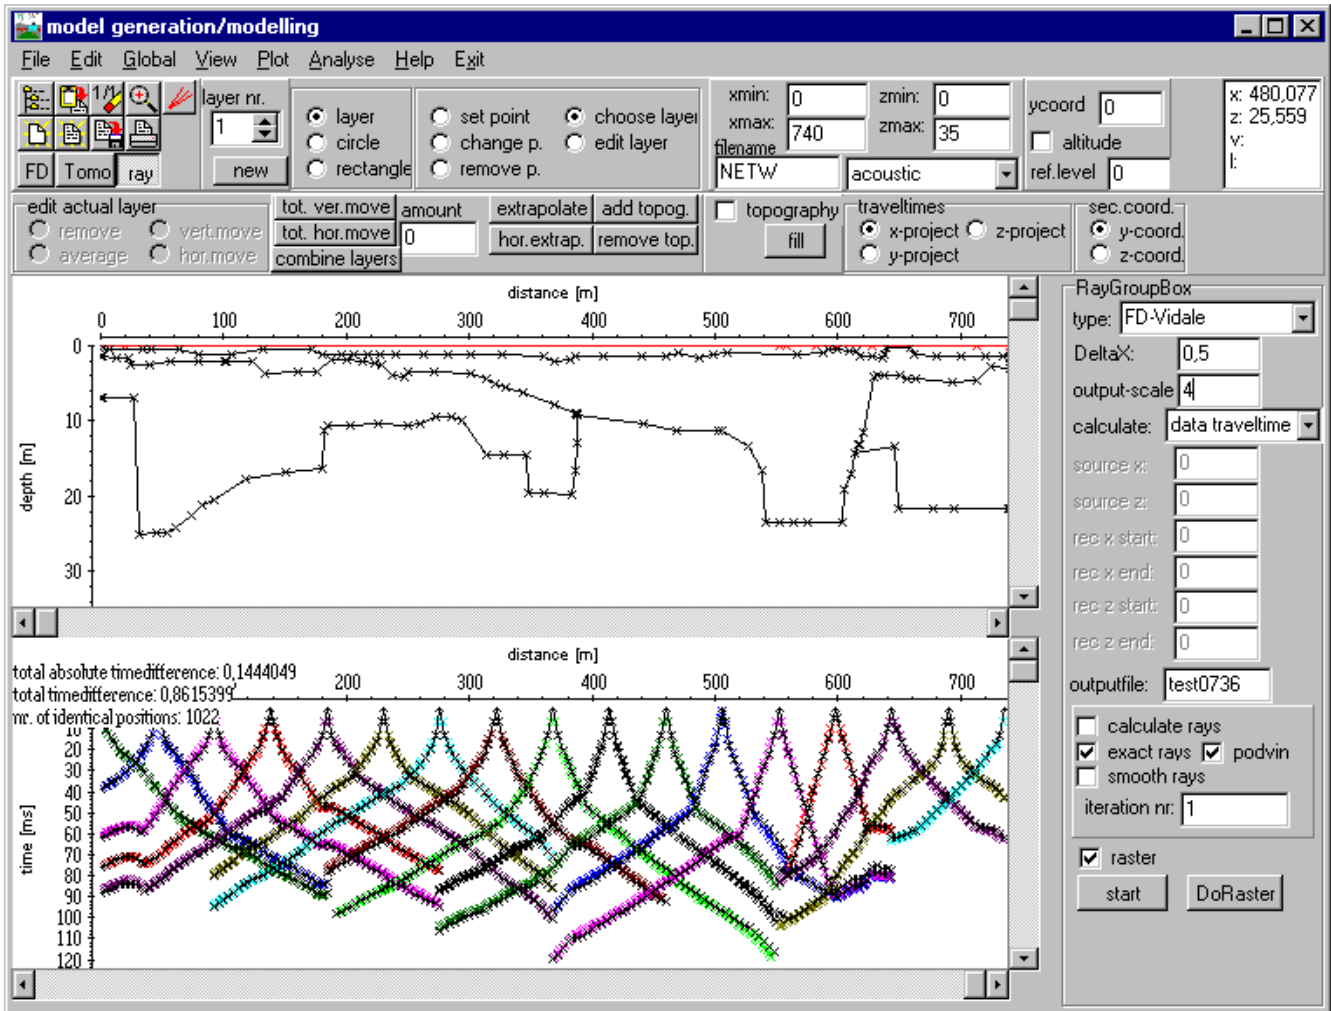 model generation/modelling
File Edit Global View Plot Analyse Help Exit
layer nr.
1
new
1/1
FD Tomo ray
layer
circle
rectangle
set point
change p.
remove p.
choose layer
edit layer
xmin: 0 zmin: 0
xmax: 740 zmax: 35
filename
NETW acoustic
ycoord 0
altitude
ref.level 0
x: 480,077
z: 25,559
v:
l:
edit actual layer
remove vert.move
average hor.move
tot. ver.move
tot. hor.move
combine layers
amount
0
extrapolate add topog.
hor.extrap. remove top.
topography
fill
traveltimes
x-project z-project
y-project
sec.coord.
y-coord.
z-coord.
distance [m]
0 100 200 300 400 500 600 700
0
10
20
30
depth [m]
distance [m]
total absolute timedifference: 0,1444049
total timedifference: 0,8615399
nr. of identical positions: 1022
200 300 400 500 600 700
10
20
30
40
50
60
70
80
90
100
110
120
time [ms]
RayGroupBox
type: FD-Vidale
DeltaX: 0,5
output-scale 4
calculate: data traveltime
source x: 0
source z: 0
rec x start: 0
rec x end: 0
rec z start: 0
rec z end: 0
outputfile: test0736
calculate rays
exact rays podvin
smooth rays
iteration nr: 1
raster
start DoRaster